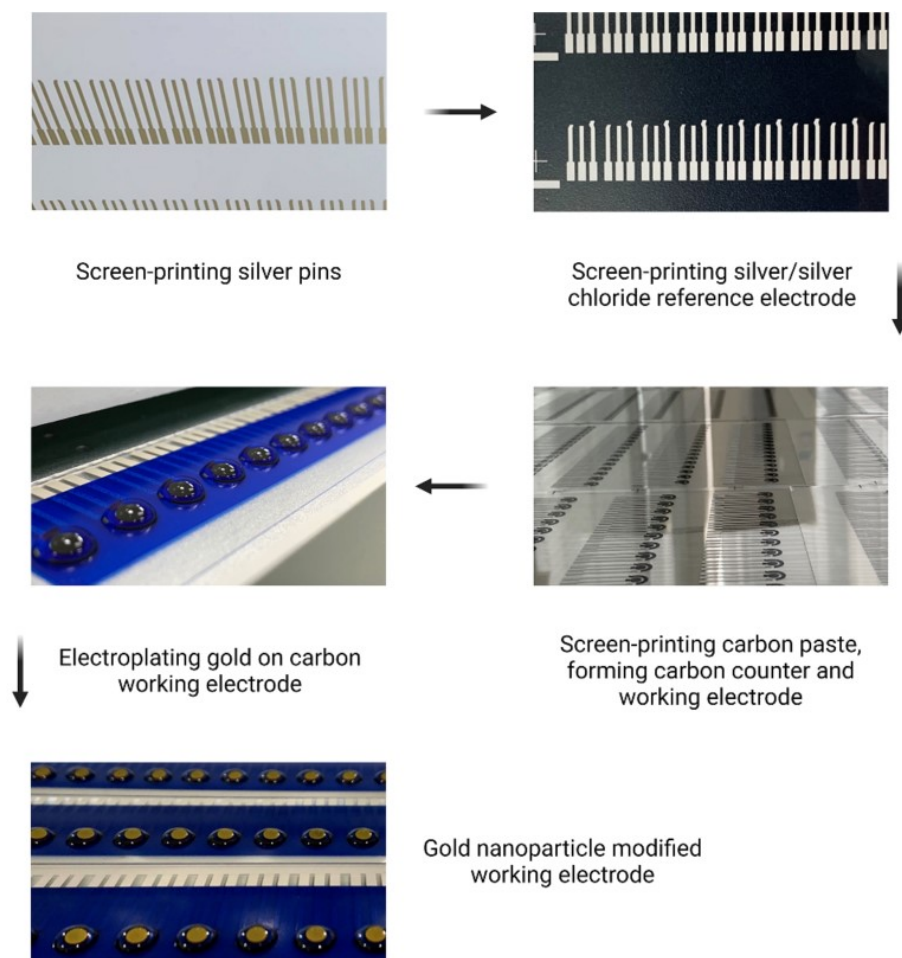 Screen-printing silver pins
Screen-printing silver/silver
chloride reference electrode
Electroplating gold on carbon
working electrode
Screen-printing carbon paste,
forming carbon counter and
working electrode
Gold nanoparticle modified
working electrode